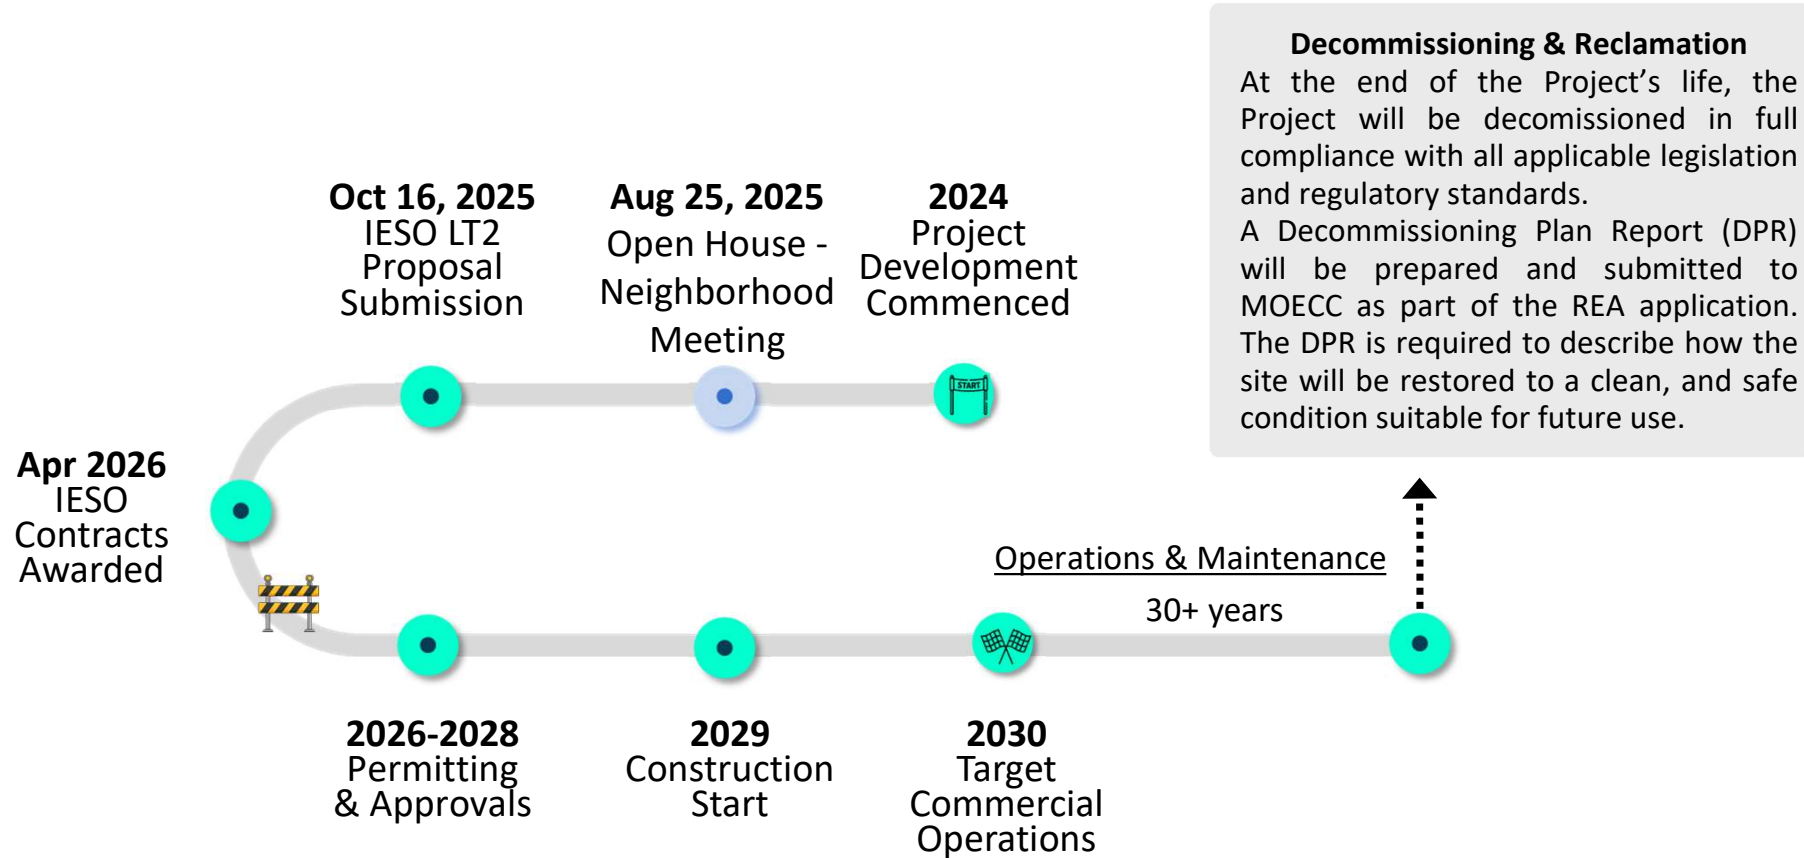 Decommissioning & Reclamation
At the end of the Project’s life, the
Project will be decomissioned in full
compliance with all applicable legislation
and regulatory standards.
A Decommissioning Plan Report (DPR)
will be prepared and submitted to
MOECC as part of the REA application.
The DPR is required to describe how the
site will be restored to a clean, and safe
condition suitable for future use.
2024
Project
Development
Commenced
START
Aug 25, 2025
Open House -
Neighborhood
Meeting
Oct 16, 2025
IESO LT2
Proposal
Submission
Apr 2026
IESO
Contracts
Awarded
2026-2028
Permitting
& Approvals
2029
Construction
Start
2030
Target
Commercial
Operations
Operations & Maintenance
30+ years